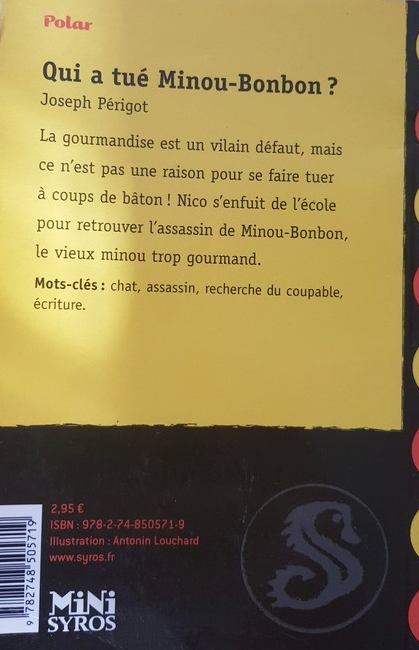 Polar
Qui a tué Minou-Bonbon ?
Joseph Périgot
La gourmandise est un vilain défaut, mais
ce n'est pas une raison pour se faire tuer
à coups de bâton ! Nico s'enfuit de l'école
pour retrouver l'assassin de Minou-Bonbon,
le vieux minou trop gourmand.
Mots-clés : chat, assassin, recherche du coupable,
écriture.
2,95 €
ISBN : 978-2-74-850571-9
Illustration : Antonin Louchard
www.syros.fr
9 782748 505719
MiNi
SYROS